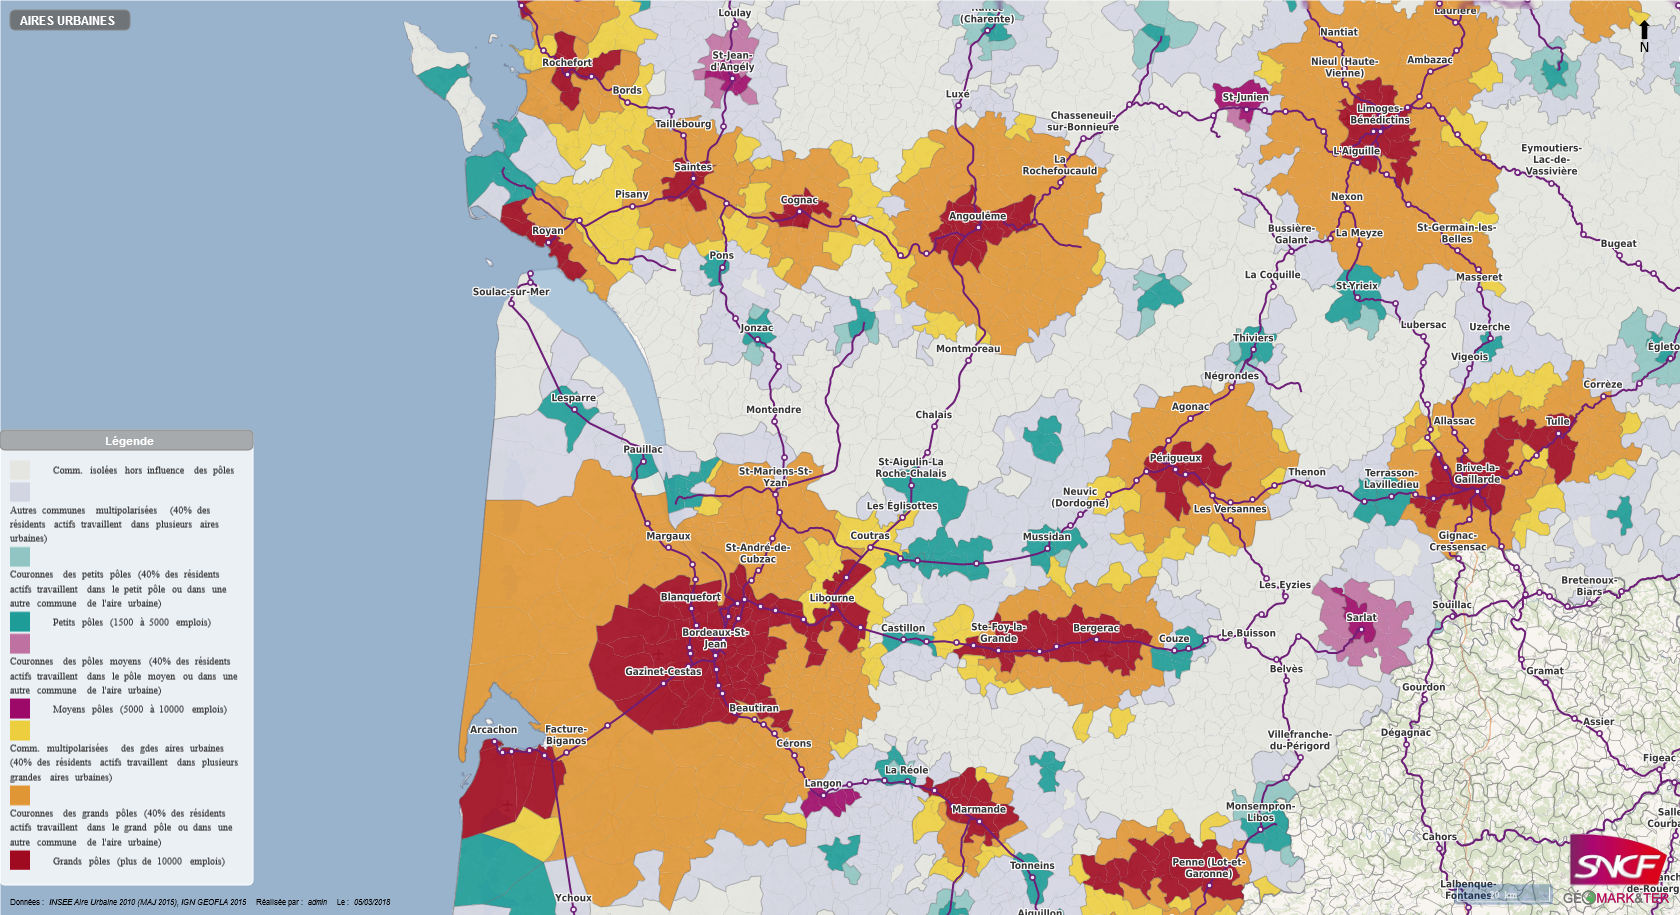 AIRES URBAINES
Loulay
(Charente)
Laurière
N
Nantiat
Rochefort
St-Jean-
d'Angély
Nieul (Haute-
Vienne)
Ambazac
Bords
Luxé
St-Junien
Taillebourg
Chasseneuil-
sur-Bonnieure
Limoges-
Bénédictins
Saintes
La
Rochefoucauld
L'Aiguille
Eymoutiers-
Lac-de-
Vassivière
Pisany
Cognac
Nexon
Royan
Angoulême
Bussière-
Galant
La Meyze
St-Germain-les-
Belles
Bugeat
Pons
La Coquille
Masseret
Soulac-sur-Mer
St-Yrieix
Jonzac
Thiviers
Lubersac
Uzerche
Montmoreau
Vigeois
Égleto
Négrondes
Corrèze
Lesparre
Montendre
Chalais
Agonac
Allassac
Tulle
Légende
Pauillac
St-Mariens-St-
Yzan
St-Aigulin-La
Roche-Chalais
Périgueux
Thenon
Terrasson-
Lavilledieu
Brive-la-
Gaillarde
Comm. isolées hors influence des pôles
Neuvic
(Dordogne)
Les Églisottes
Les Versannes
Autres communes multipolarisées (40% des
résidents actifs travaillent dans plusieurs aires
urbaines)
Margaux
St-André-de-
Cubzac
Coutras
Mussidan
Gignac-
Cressensac
Couronnes des petits pôles (40% des résidents
actifs travaillent dans le petit pôle ou dans une
autre commune de l'aire urbaine)
Blanquefort
Libourne
Les Eyzies
Bretenoux-
Biars
Souillac
Petits pôles (1500 à 5000 emplois)
Bordeaux-St-
Jean
Castillon
Ste-Foy-la-
Grande
Bergerac
Couze
Le Buisson
Sarlat
Couronnes des pôles moyens (40% des résidents
actifs travaillent dans le pôle moyen ou dans une
autre commune de l'aire urbaine)
Gazinet-Cestas
Belvès
Gramat
Gourdon
Moyens pôles (5000 à 10000 emplois)
Beautiran
Arcachon
Facture-
Biganos
Cérons
Villefranche-
du-Périgord
Dégagnac
Assier
Comm. multipolarisées des gdes aires urbaines
(40% des résidents actifs travaillent dans plusieurs
grandes aires urbaines)
Langon
La Réole
Figeac
Couronnes des grands pôles (40% des résidents
actifs travaillent dans le grand pôle ou dans une
autre commune de l'aire urbaine)
Marmande
Monsempron-
Libos
Cahors
Salle
Courba
Grands pôles (plus de 10000 emplois)
Tonneins
Penne (Lot-et-
Garonne)
SNCF
Lalbenque-
Fontanes
de-Rouerg
GEOMARK&TER
Ychoux
Aiguillon
Données : INSEE Aire Urbaine 2010 (MAJ 2015), IGN GEOFLA 2015 Réalisée par : admin Le : 05/03/2018